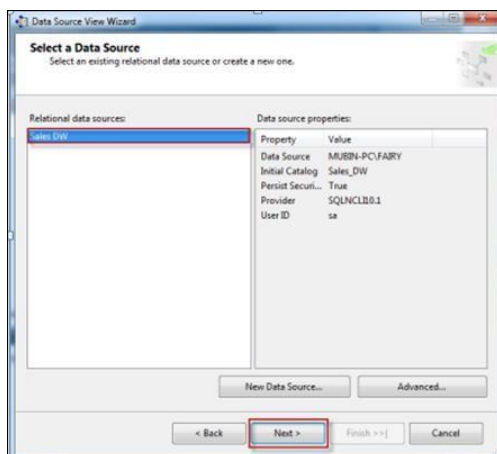 Data Source View Wizard
Select a Data Source
Select an existing relational data source or create a new one.
Relational data sources:
Sales DW
Data source properties:
Property Value
Data Source MUBIN-PC\FAIRY
Initial Catalog Sales_DW
Persist Securi... True
Provider SQLNCLI10.1
User ID sa
New Data Source...
Advanced...
< Back
Next >
Finish >>|
Cancel